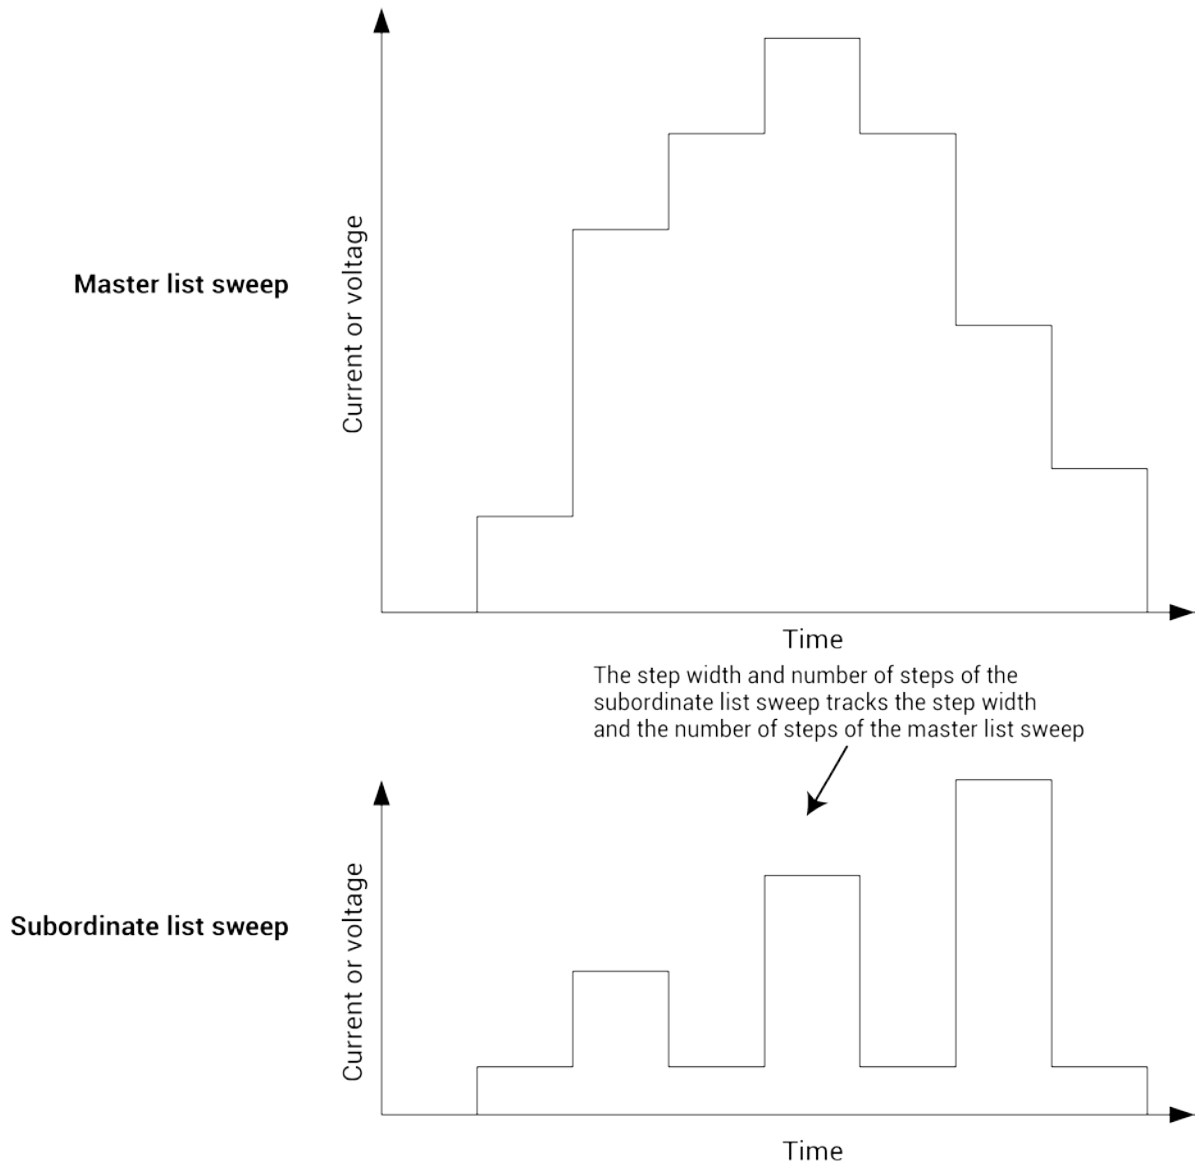 Master list sweep
Current or voltage
Time
The step width and number of steps of the
subordinate list sweep tracks the step width
and the number of steps of the master list sweep
Subordinate list sweep
Current or voltage
Time